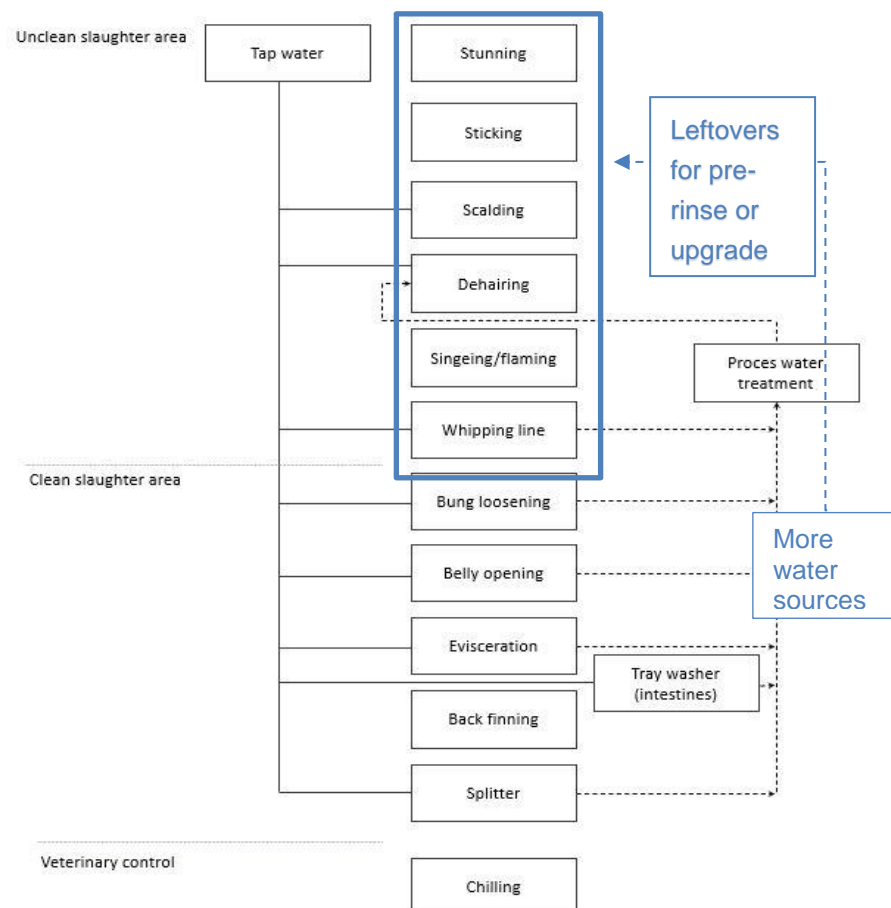 Unclean slaughter area
Tap water
Stunning
Sticking
Leftovers
for pre-
rinse or
upgrade
Scalding
Dehairing
Singeing/flaming
Proces water
treatment
Whipping line
Clean slaughter area
Bung loosening
More
water
sources
Belly opening
Evisceration
Tray washer
(intestines)
Back finning
Splitter
Veterinary control
Chilling